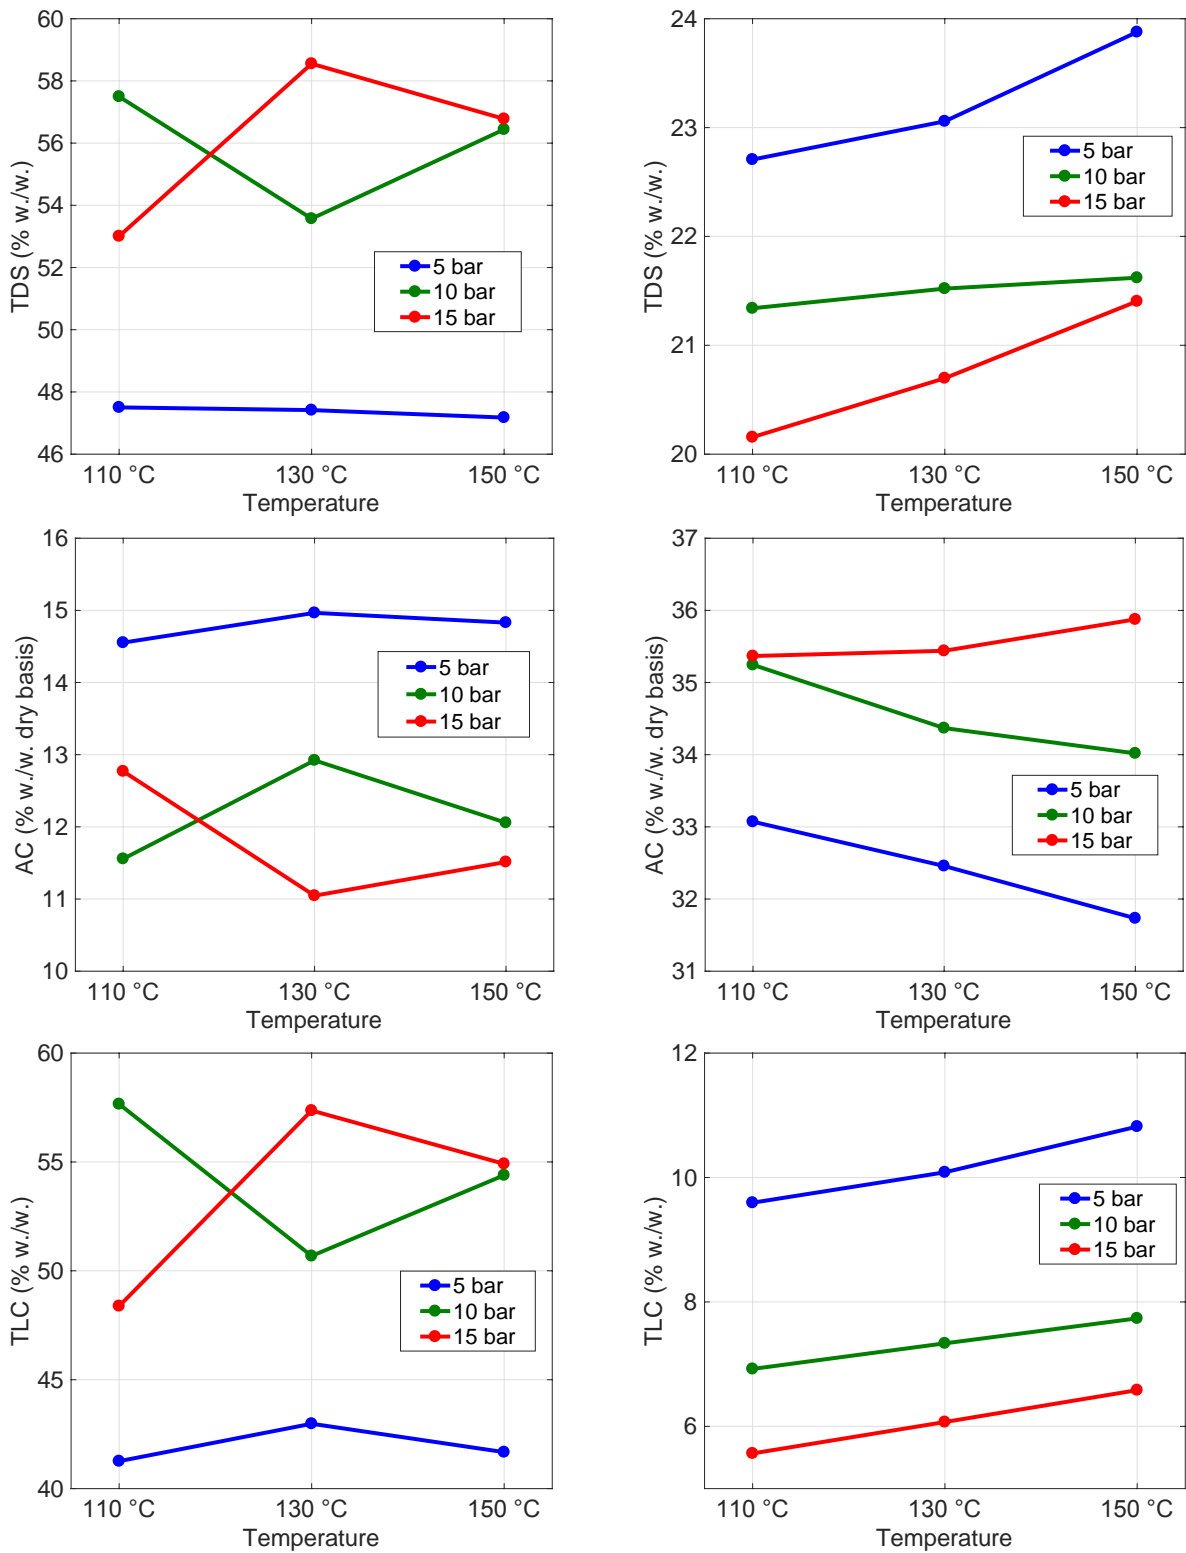 60
58
56
54
52
50
48
46
TDS (% w./w.)
5 bar
10 bar
15 bar
110 °C
130 °C
150 °C
Temperature
24
23
22
21
20
TDS (% w./w.)
5 bar
10 bar
15 bar
110 °C
130 °C
150 °C
Temperature
16
15
14
13
12
11
10
AC (% w./w. dry basis)
5 bar
10 bar
15 bar
110 °C
130 °C
150 °C
Temperature
37
36
35
34
33
32
31
AC (% w./w. dry basis)
5 bar
10 bar
15 bar
110 °C
130 °C
150 °C
Temperature
60
55
50
45
40
TLC (% w./w.)
5 bar
10 bar
15 bar
110 °C
130 °C
150 °C
Temperature
12
10
8
6
TLC (% w./w.)
5 bar
10 bar
15 bar
110 °C
130 °C
150 °C
Temperature